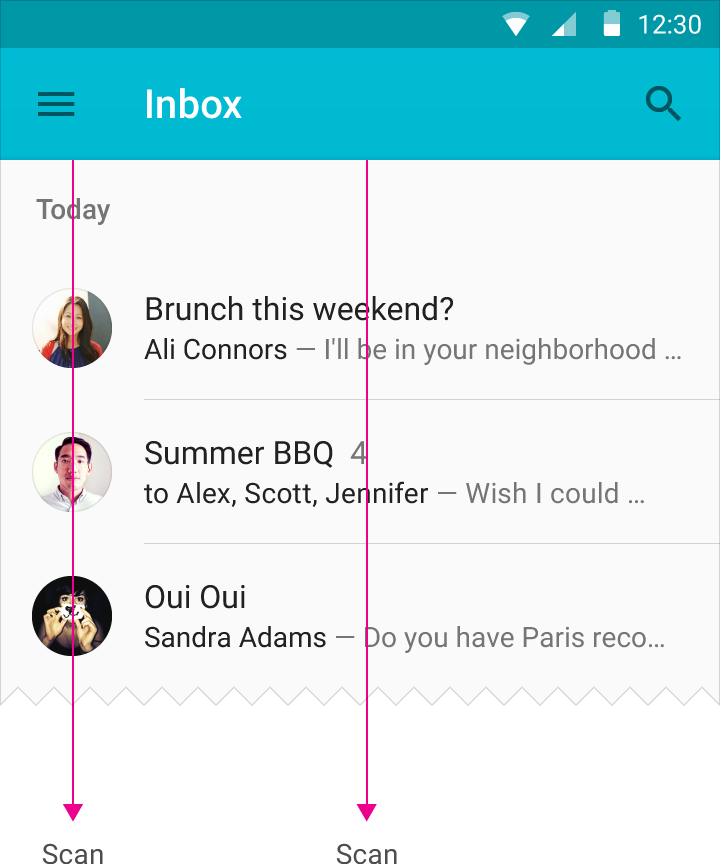 12:30
Inbox
Today
Brunch this weekend?
Ali Connors — I'll be in your neighborhood ...
Summer BBQ 4
to Alex, Scott, Jennifer — Wish I could ...
Oui Oui
Sandra Adams — Do you have Paris reco...
Scan Scan